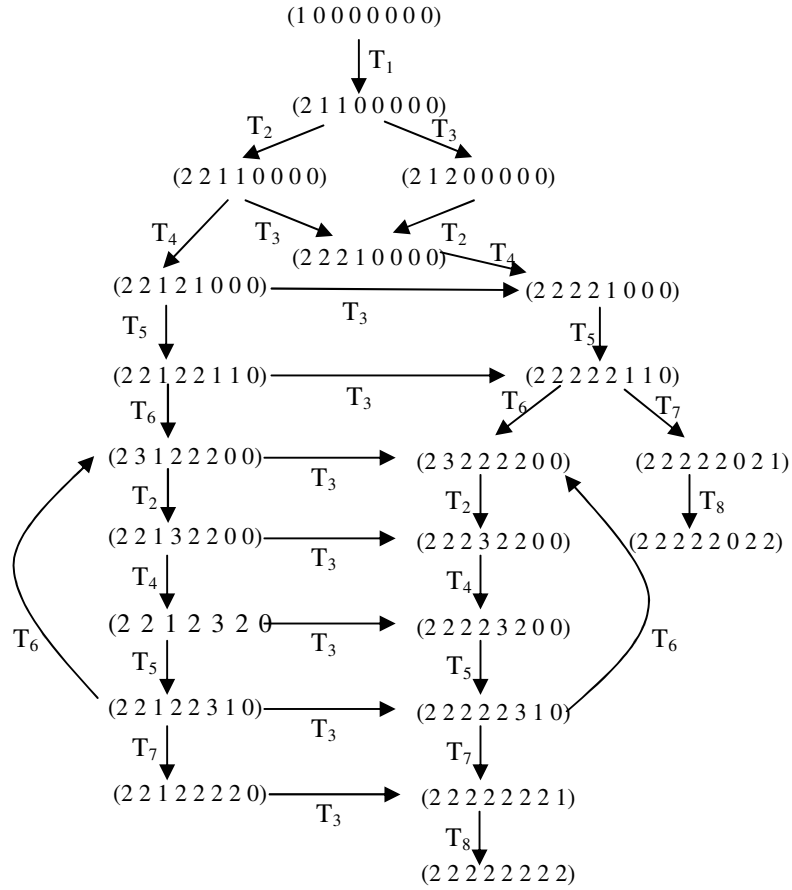 (1 0 0 0 0 0 0 0)
T1
(2 1 1 0 0 0 0 0)
T2 T3
(2 2 1 1 0 0 0 0) (2 1 2 0 0 0 0 0)
T4 T3 T2
(2 2 2 1 0 0 0 0) T4
(2 2 1 2 1 0 0 0) (2 2 2 2 1 0 0 0)
T3
T5 T5
(2 2 1 2 2 1 1 0) (2 2 2 2 2 1 1 0)
T3
T6 T6 T7
(2 3 1 2 2 2 0 0) (2 3 2 2 2 2 0 0) (2 2 2 2 2 0 2 1)
T3
T2 T2 T8
(2 2 1 3 2 2 0 0) (2 2 2 3 2 2 0 0) (2 2 2 2 2 0 2 2)
T3
T4 T4
(2 2 1 2 3 2 0 (2 2 2 2 3 2 0 0)
T6 T3 T6
T5 T5
(2 2 1 2 2 3 1 0) (2 2 2 2 2 3 1 0)
T3
T7 T7
(2 2 1 2 2 2 2 0) (2 2 2 2 2 2 2 1)
T3
T8
(2 2 2 2 2 2 2 2)